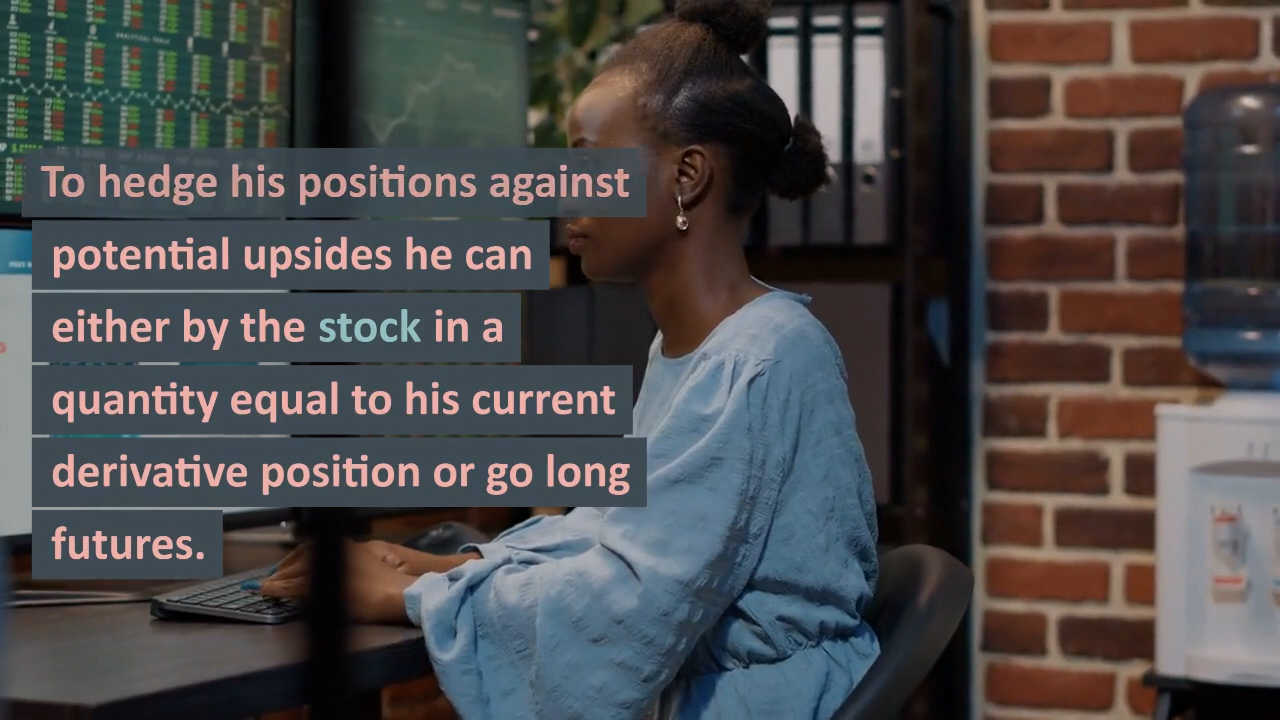 To hedge his positions against
potential upsides he can
either by the stock in a
quantity equal to his current
derivative position or go long
futures.